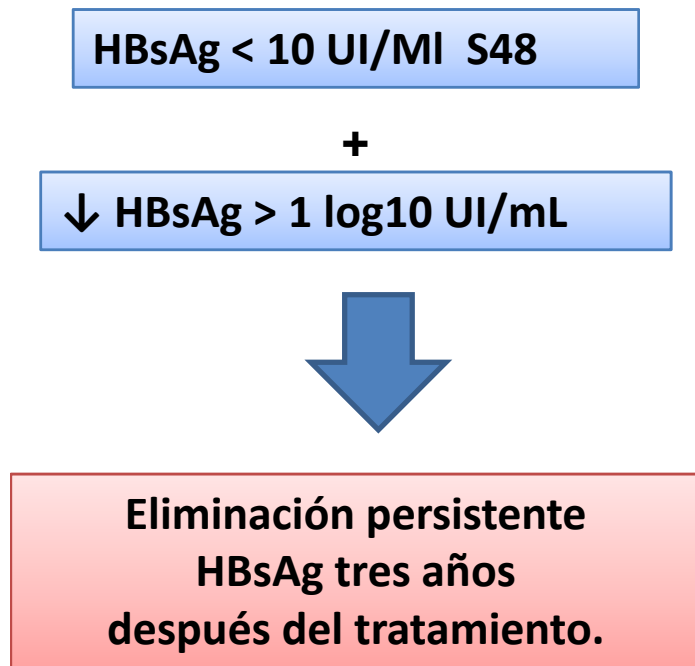 HBsAg < 10 UI/Ml S48
+
↓ HBsAg > 1 log10 UI/mL
Eliminación persistente
HBsAg tres años
después del tratamiento.